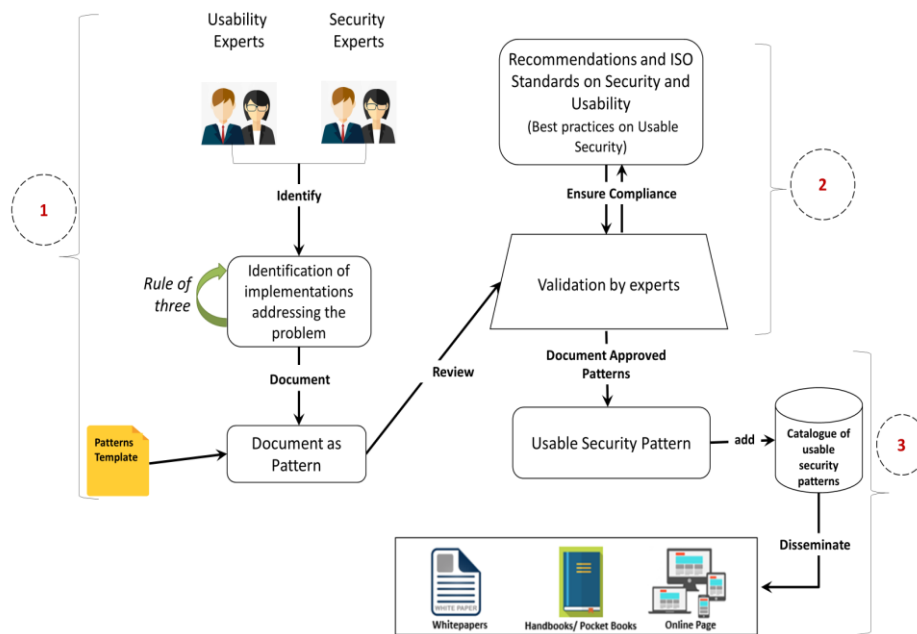 Usability
Experts
Security
Experts
Identify
1
Rule of
three
Identification of
implementations
addressing the
problem
Document
Patterns
Template
Document as
Pattern
Review
Recommendations and ISO
Standards on Security and
Usability
(Best practices on Usable
Security)
Ensure Compliance
2
Validation by experts
Document Approved
Patterns
Usable Security Pattern
add
Catalogue of
usable
security
patterns
3
Disseminate
WHITE PAPER
Whitepapers
Handbooks/ Pocket Books
Online Page